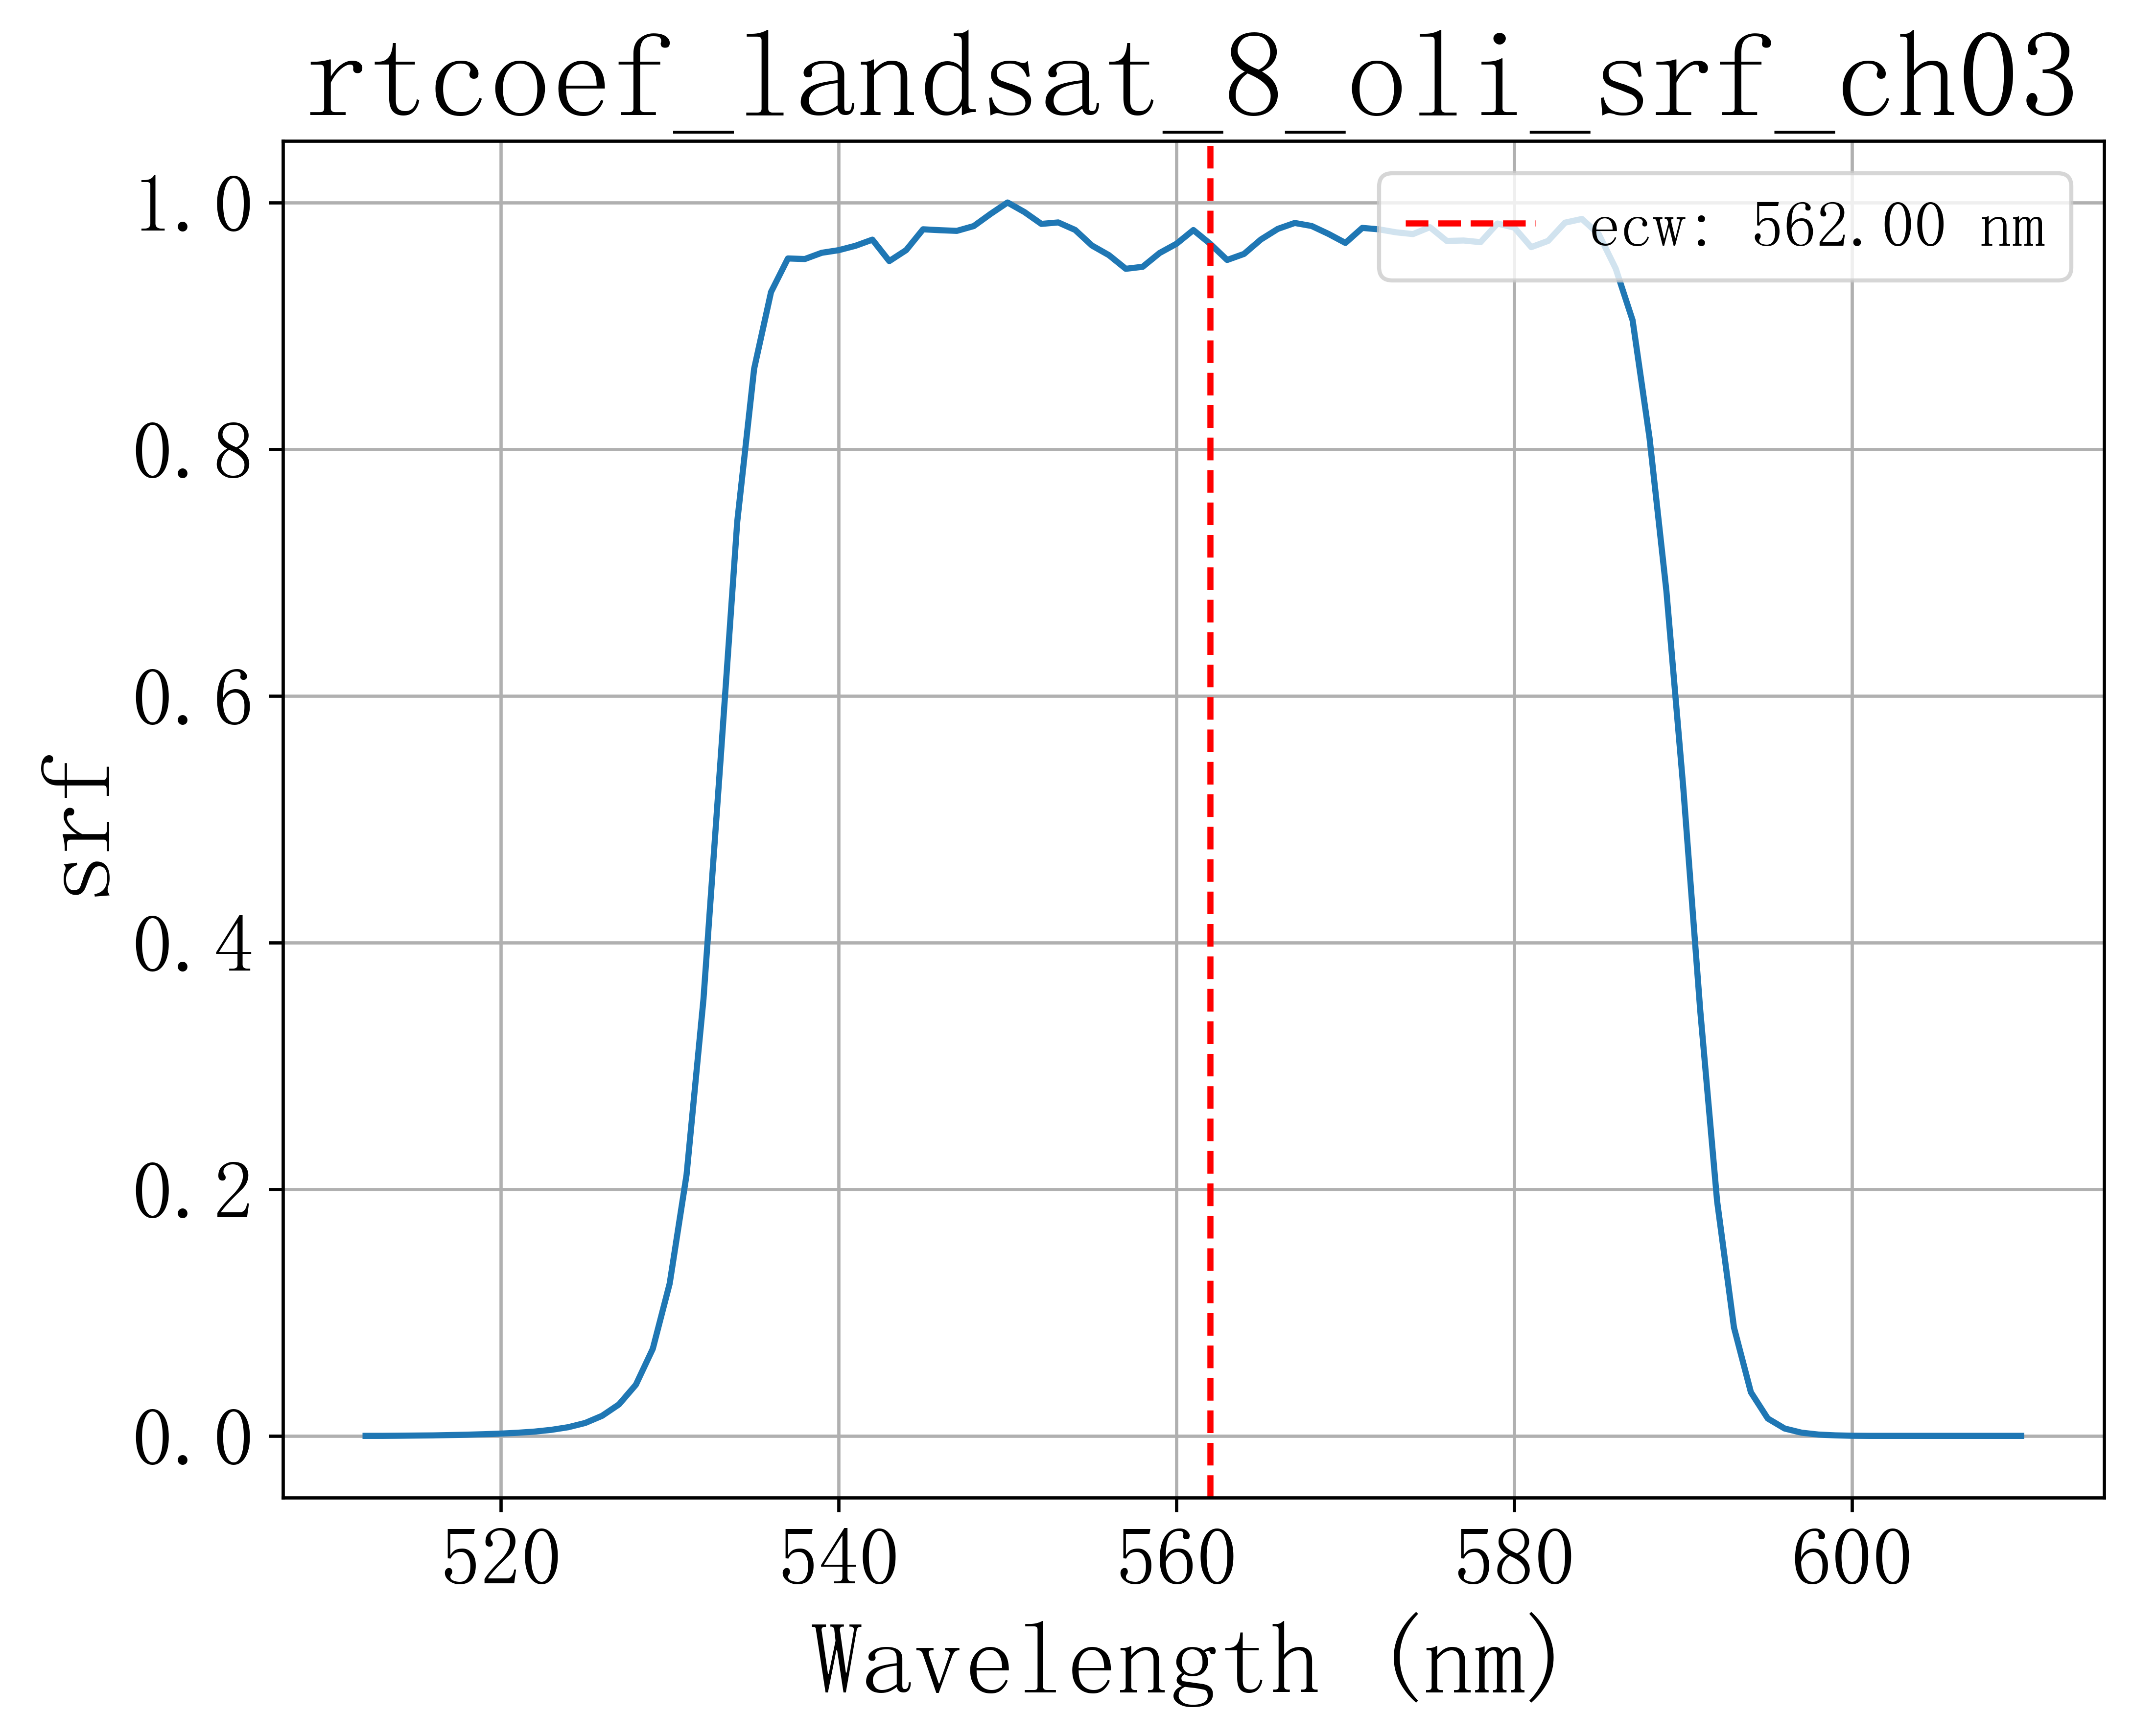 rtcoef_landsat_8_oli_srf_ch03
ecw: 562.00 nm
1.0
0.8
0.6
0.4
0.2
0.0
srf
520 540 560 580 600
Wavelength (nm)